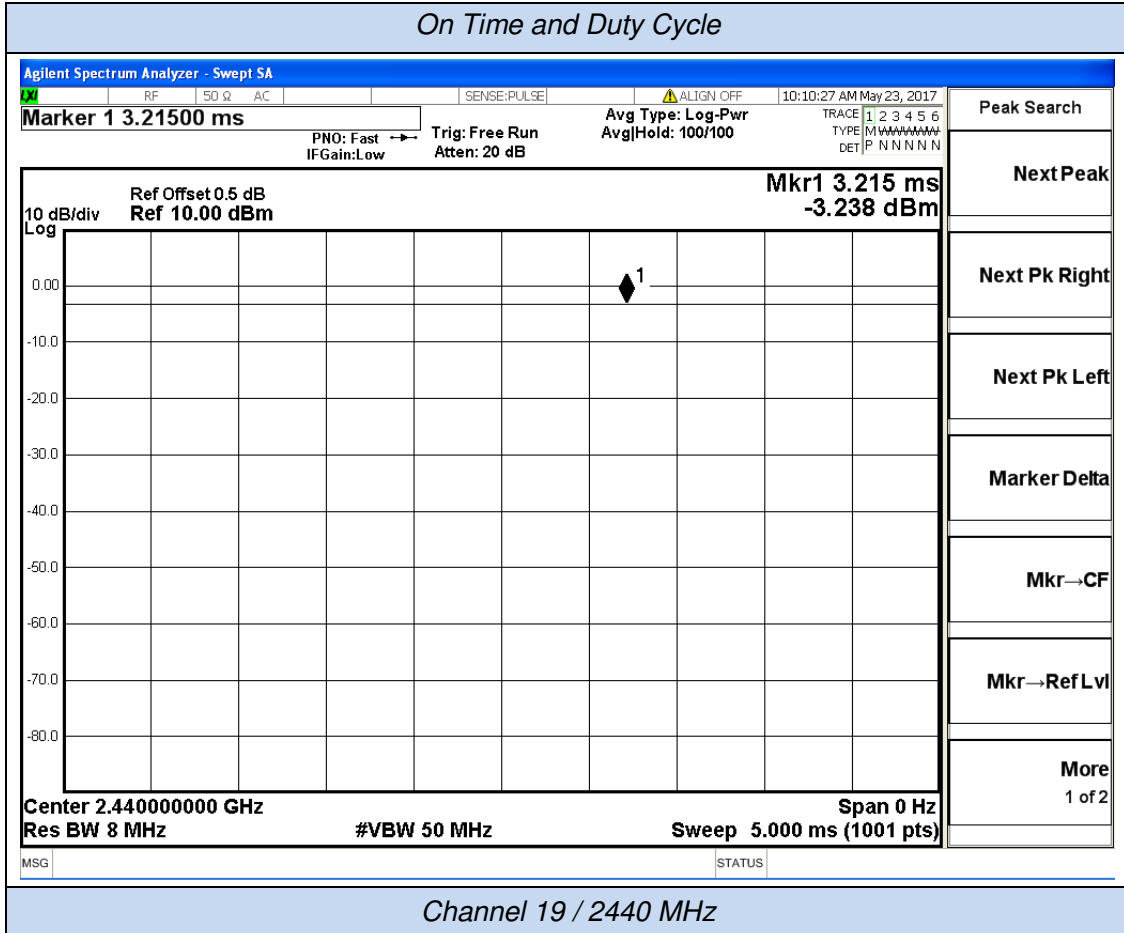 On Time and Duty Cycle
Agilent Spectrum Analyzer - Swept SA
LXI RF 50 Ω AC SENSE:PULSE ALIGN OFF 10:10:27 AM May 23, 2017
Marker 1 3.21500 ms
PNO: Fast
IFGain:Low
Trig: Free Run
Atten: 20 dB
Avg Type: Log-Pwr
Avg|Hold: 100/100
TRACE 1 2 3 4 5 6
TYPE M
DET P N N N N N
Peak Search
Ref Offset 0.5 dB
10 dB/div Ref 10.00 dBm
Log
Mkr1 3.215 ms
-3.238 dBm
1
0.00
-10.0
-20.0
-30.0
-40.0
-50.0
-60.0
-70.0
-80.0
Next Peak
Next Pk Right
Next Pk Left
Marker Delta
Mkr→CF
Mkr→Ref Lvl
More
1 of 2
Center 2.440000000 GHz Span 0 Hz
Res BW 8 MHz #VBW 50 MHz Sweep 5.000 ms (1001 pts)
MSG STATUS
Channel 19 / 2440 MHz